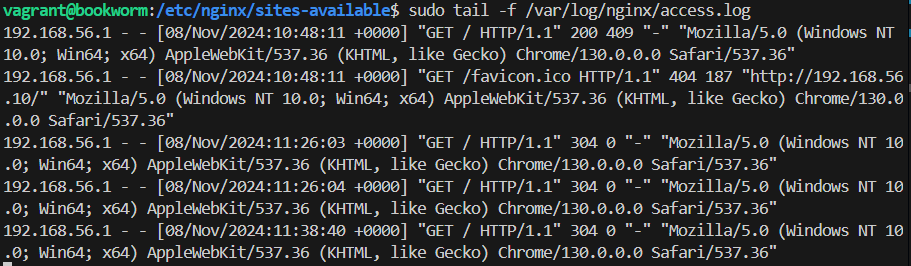 vagrant@bookworm:/etc/nginx/sites-available$ sudo tail -f /var/log/nginx/access.log
192.168.56.1 - - [08/Nov/2024:10:48:11 +0000] "GET / HTTP/1.1" 200 409 "-" "Mozilla/5.0 (Windows NT
10.0; Win64; x64) AppleWebKit/537.36 (KHTML, like Gecko) Chrome/130.0.0.0 Safari/537.36"
192.168.56.1 - - [08/Nov/2024:10:48:11 +0000] "GET /favicon.ico HTTP/1.1" 404 187 "http://192.168.56
.10/" "Mozilla/5.0 (Windows NT 10.0; Win64; x64) AppleWebKit/537.36 (KHTML, like Gecko) Chrome/130.0
.0.0 Safari/537.36"
192.168.56.1 - - [08/Nov/2024:11:26:03 +0000] "GET / HTTP/1.1" 304 0 "-" "Mozilla/5.0 (Windows NT 10
.0; Win64; x64) AppleWebKit/537.36 (KHTML, like Gecko) Chrome/130.0.0.0 Safari/537.36"
192.168.56.1 - - [08/Nov/2024:11:26:04 +0000] "GET / HTTP/1.1" 304 0 "-" "Mozilla/5.0 (Windows NT 10
.0; Win64; x64) AppleWebKit/537.36 (KHTML, like Gecko) Chrome/130.0.0.0 Safari/537.36"
192.168.56.1 - - [08/Nov/2024:11:38:40 +0000] "GET / HTTP/1.1" 304 0 "-" "Mozilla/5.0 (Windows NT 10
.0; Win64; x64) AppleWebKit/537.36 (KHTML, like Gecko) Chrome/130.0.0.0 Safari/537.36"